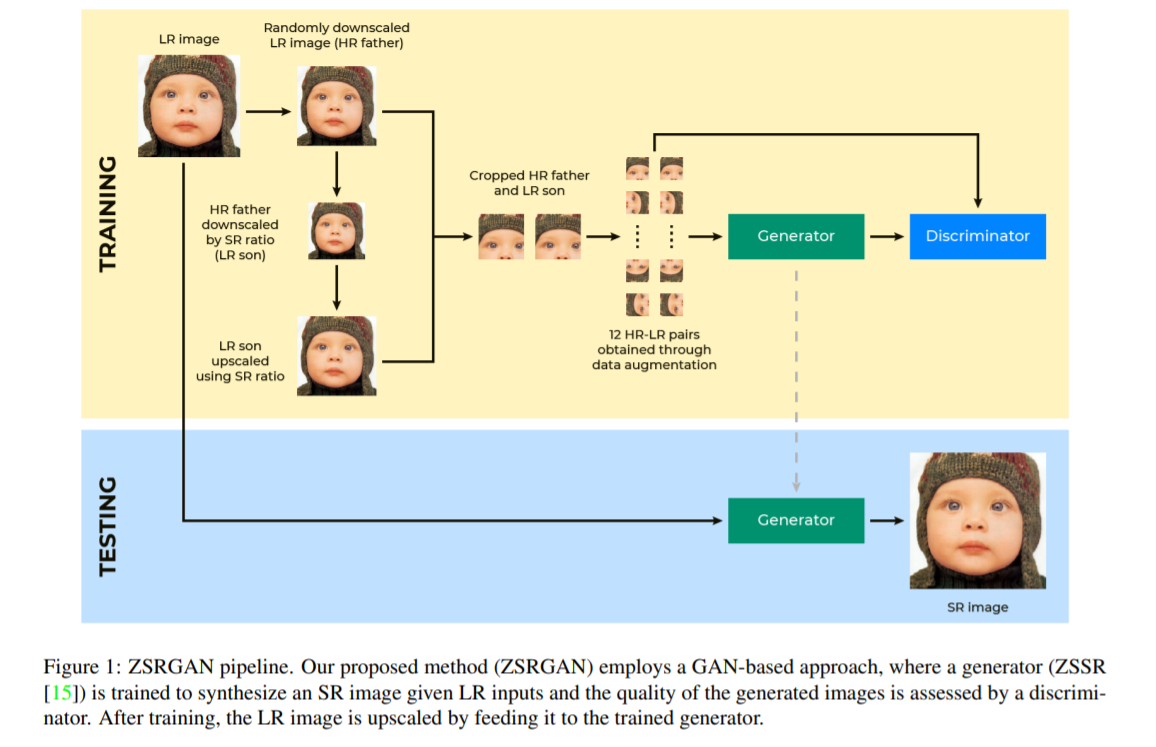 LR image
Randomly downscaled
LR image (HR father)
TRAINING
HR father
downscaled
by SR ratio
(LR son)
LR son
upscaled
using SR ratio
Cropped HR father
and LR son
12 HR-LR pairs
obtained through
data augmentation
Generator
Discriminator
TESTING
Generator
SR image
Figure 1: ZSRGAN pipeline. Our proposed method (ZSRGAN) employs a GAN-based approach, where a generator (ZSSR
[15]) is trained to synthesize an SR image given LR inputs and the quality of the generated images is assessed by a discrimi-
nator. After training, the LR image is upscaled by feeding it to the trained generator.